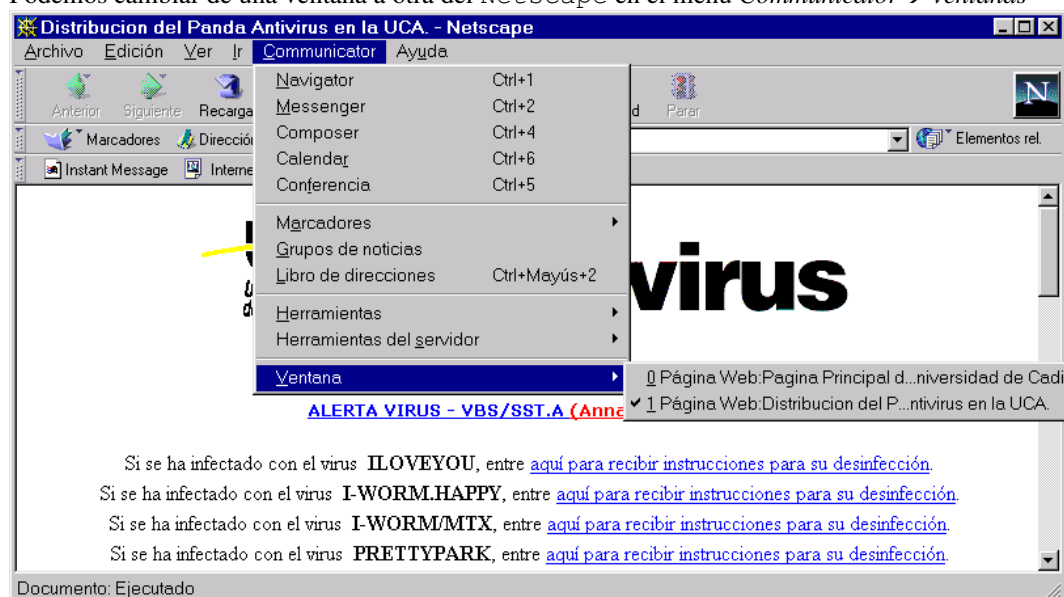 Podemos cambiar de una ventana a otra del Netscape en el menú Communicator → Ventanas
Distribucion del Panda Antivirus en la UCA. - Netscape
Archivo Edición Ver Ir Communicator Ayuda
Anterior Siguiente Recarga d Parar
Marcadores Dirección Elementos rel.
Instant Message Interne
Navigator Ctrl+1
Messenger Ctrl+2
Composer Ctrl+4
Calendar Ctrl+6
Conferencia Ctrl+5
Marcadores
Grupos de noticias
Libro de direcciones Ctrl+Mayús+2
Herramientas
Herramientas del servidor
Ventana
0 Página Web:Pagina Principal d...niversidad de Cadi
1 Página Web:Distribucion del P...ntivirus en la UCA.
virus
ALERTA VIRUS - VBS/SST.A (Anna
Si se ha infectado con el virus ILOVEYOU, entre aquí para recibir instrucciones para su desinfección.
Si se ha infectado con el virus I-WORM.HAPPY, entre aquí para recibir instrucciones para su desinfección.
Si se ha infectado con el virus I-WORM/MTX, entre aquí para recibir instrucciones para su desinfección.
Si se ha infectado con el virus PRETTYPARK, entre aquí para recibir instrucciones para su desinfección.
Documento: Ejecutado